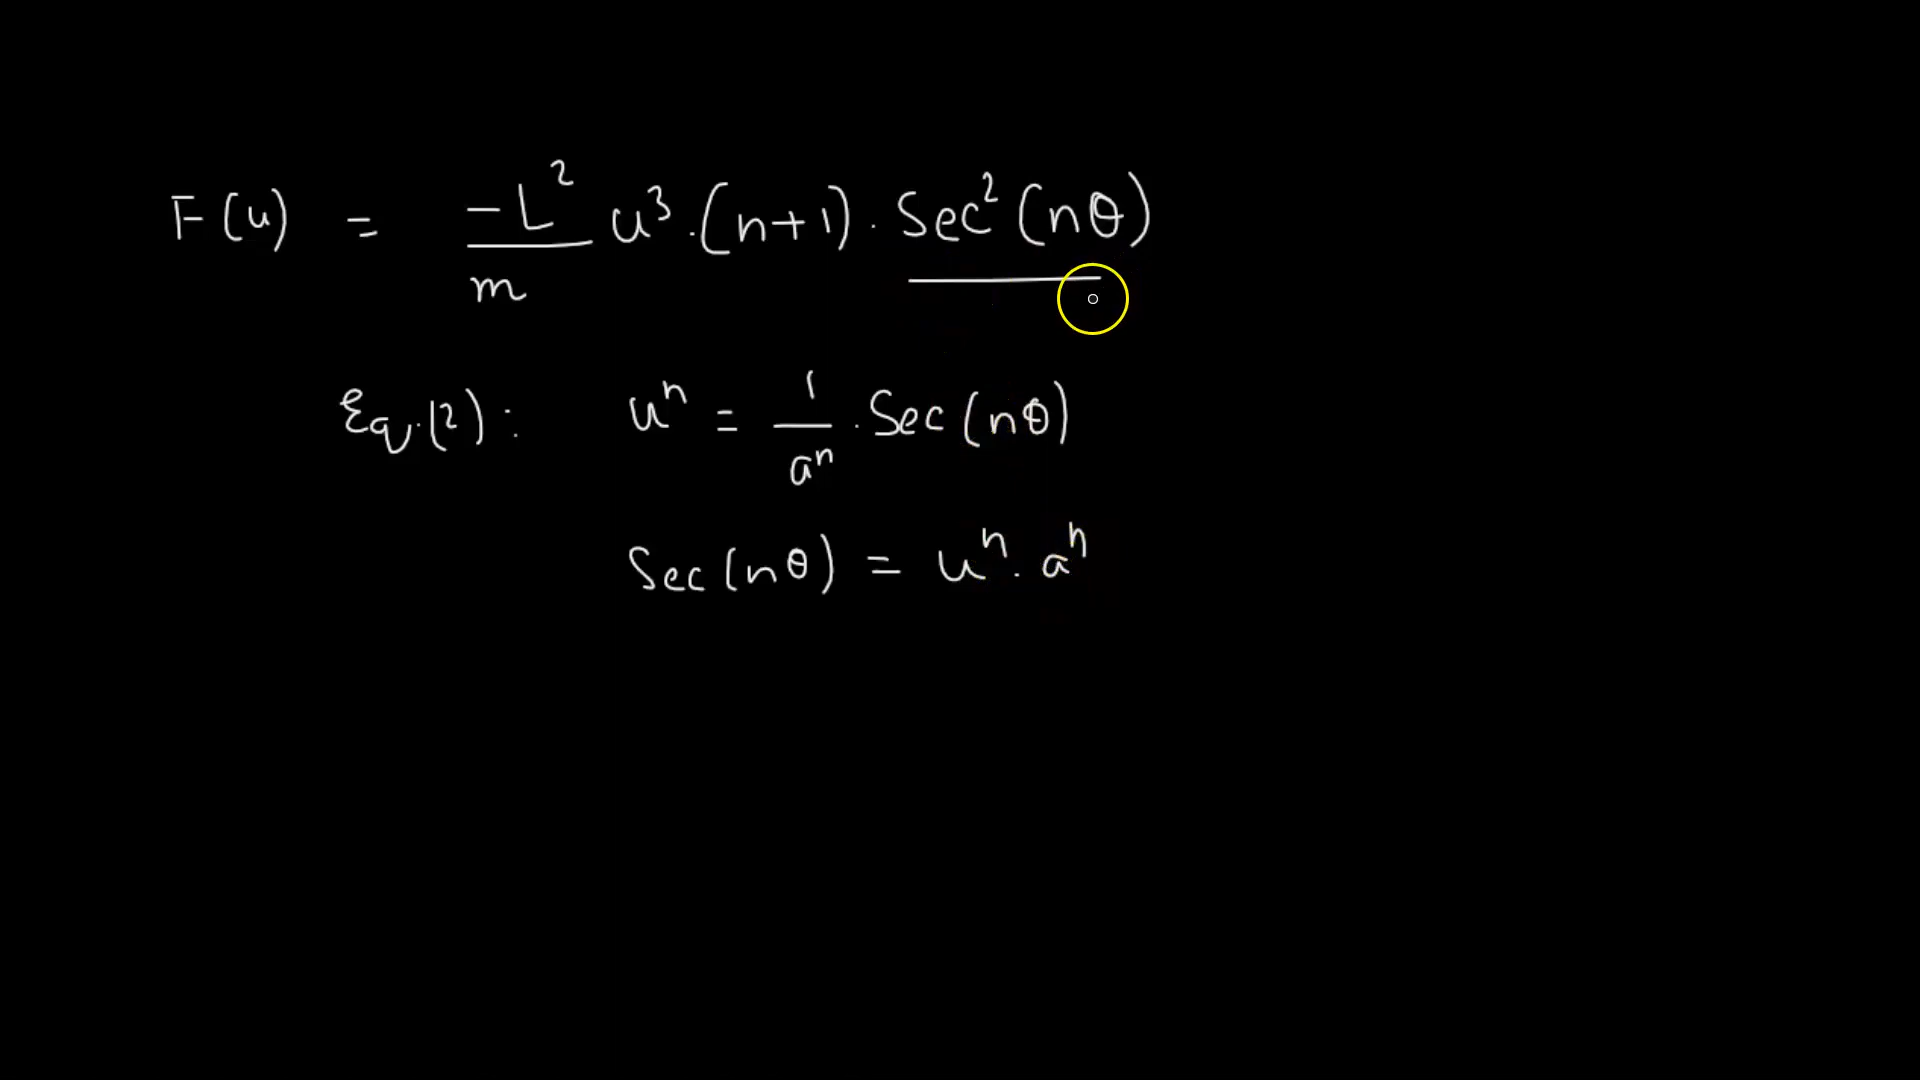 F(u) = -L²/m u³.(n+1).Sec²(nθ)
Eq.(2): uⁿ = 1/aⁿ .Sec(nθ)
Sec(nθ) = uⁿ. aⁿ